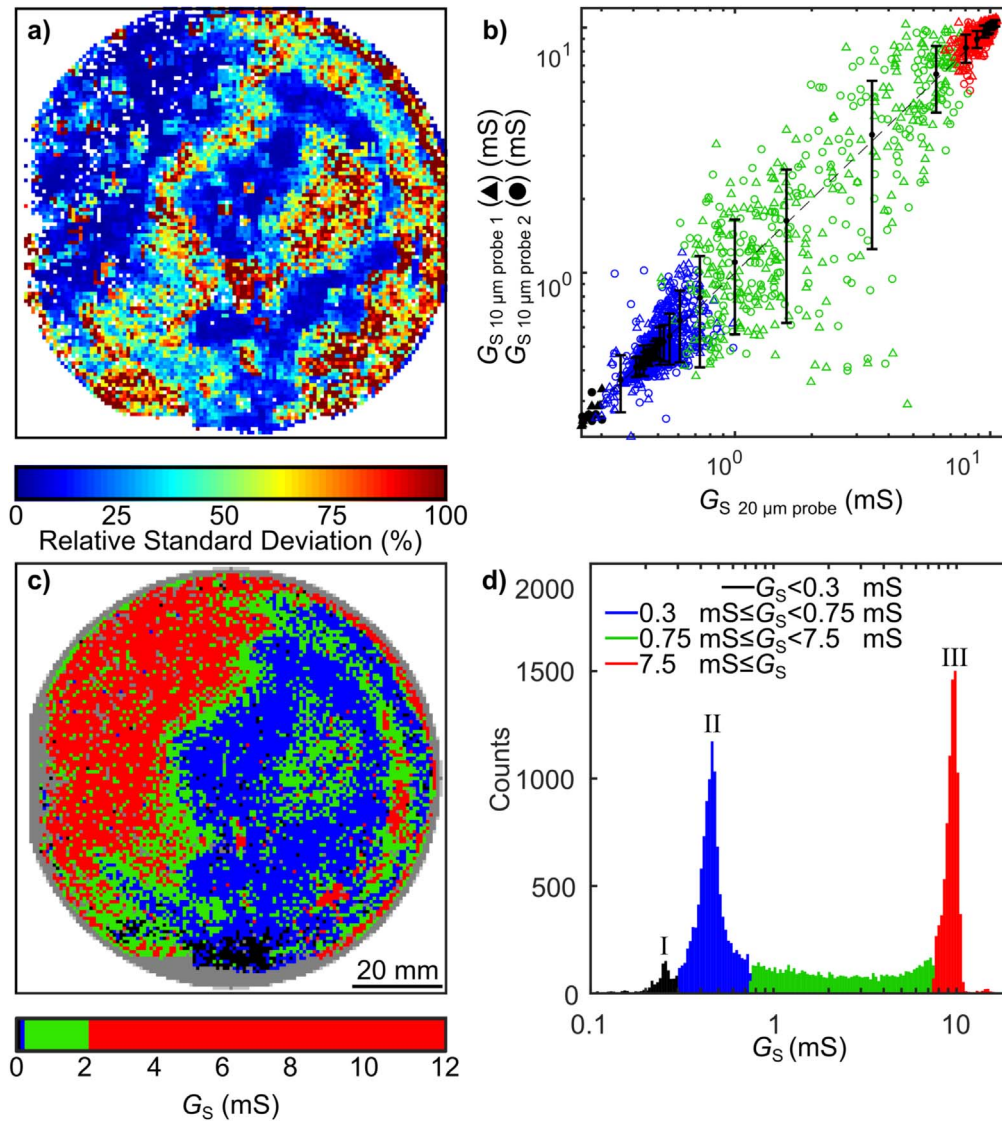 a)
0 25 50 75 100
Relative Standard Deviation (%)
b)
10¹
10⁰
G_S 10 μm probe 1 (▲) (mS)
G_S 10 μm probe 2 (●) (mS)
10⁰ 10¹
G_S 20 μm probe (mS)
c)
20 mm
0 2 4 6 8 10 12
G_S (mS)
d)
2000
1500
1000
500
0
Counts
G_S<0.3 mS
0.3 mS≤G_S<0.75 mS
0.75 mS≤G_S<7.5 mS
7.5 mS≤G_S
I
II
III
0.1 1 10
G_S (mS)